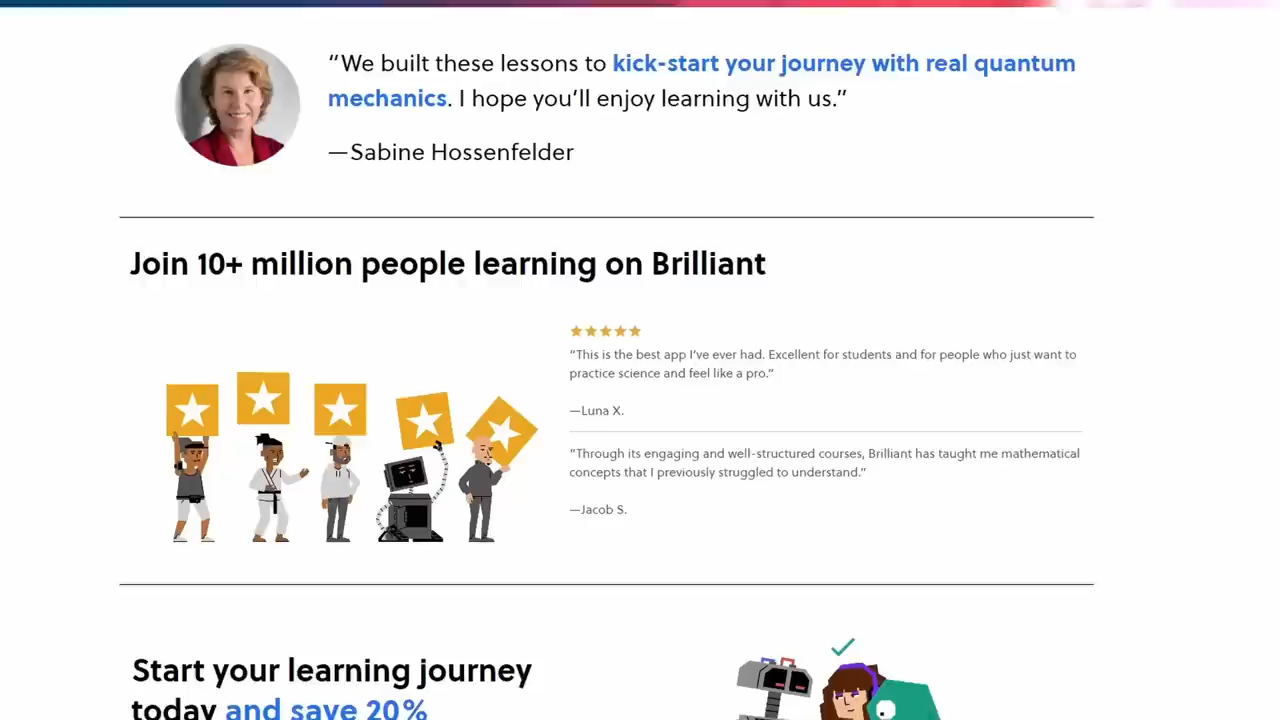 “We built these lessons to kick-start your journey with real quantum
mechanics. I hope you’ll enjoy learning with us.”
—Sabine Hossenfelder
Join 10+ million people learning on Brilliant
“This is the best app I’ve ever had. Excellent for students and for people who just want to
practice science and feel like a pro.”
—Luna X.
“Through its engaging and well-structured courses, Brilliant has taught me mathematical
concepts that I previously struggled to understand.”
—Jacob S.
Start your learning journey
today and save 20%